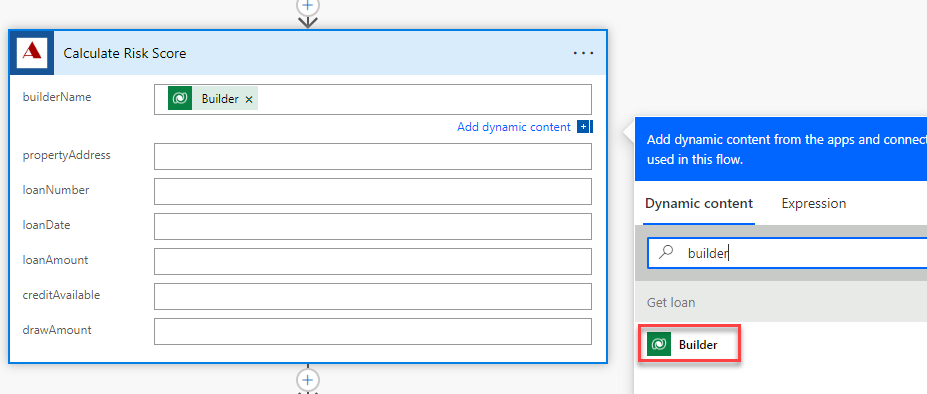 Calculate Risk Score
builderName
Builder ×
Add dynamic content
propertyAddress
loanNumber
loanDate
loanAmount
creditAvailable
drawAmount
Add dynamic content from the apps and connect
used in this flow.
Dynamic content Expression
builder
Get loan
Builder